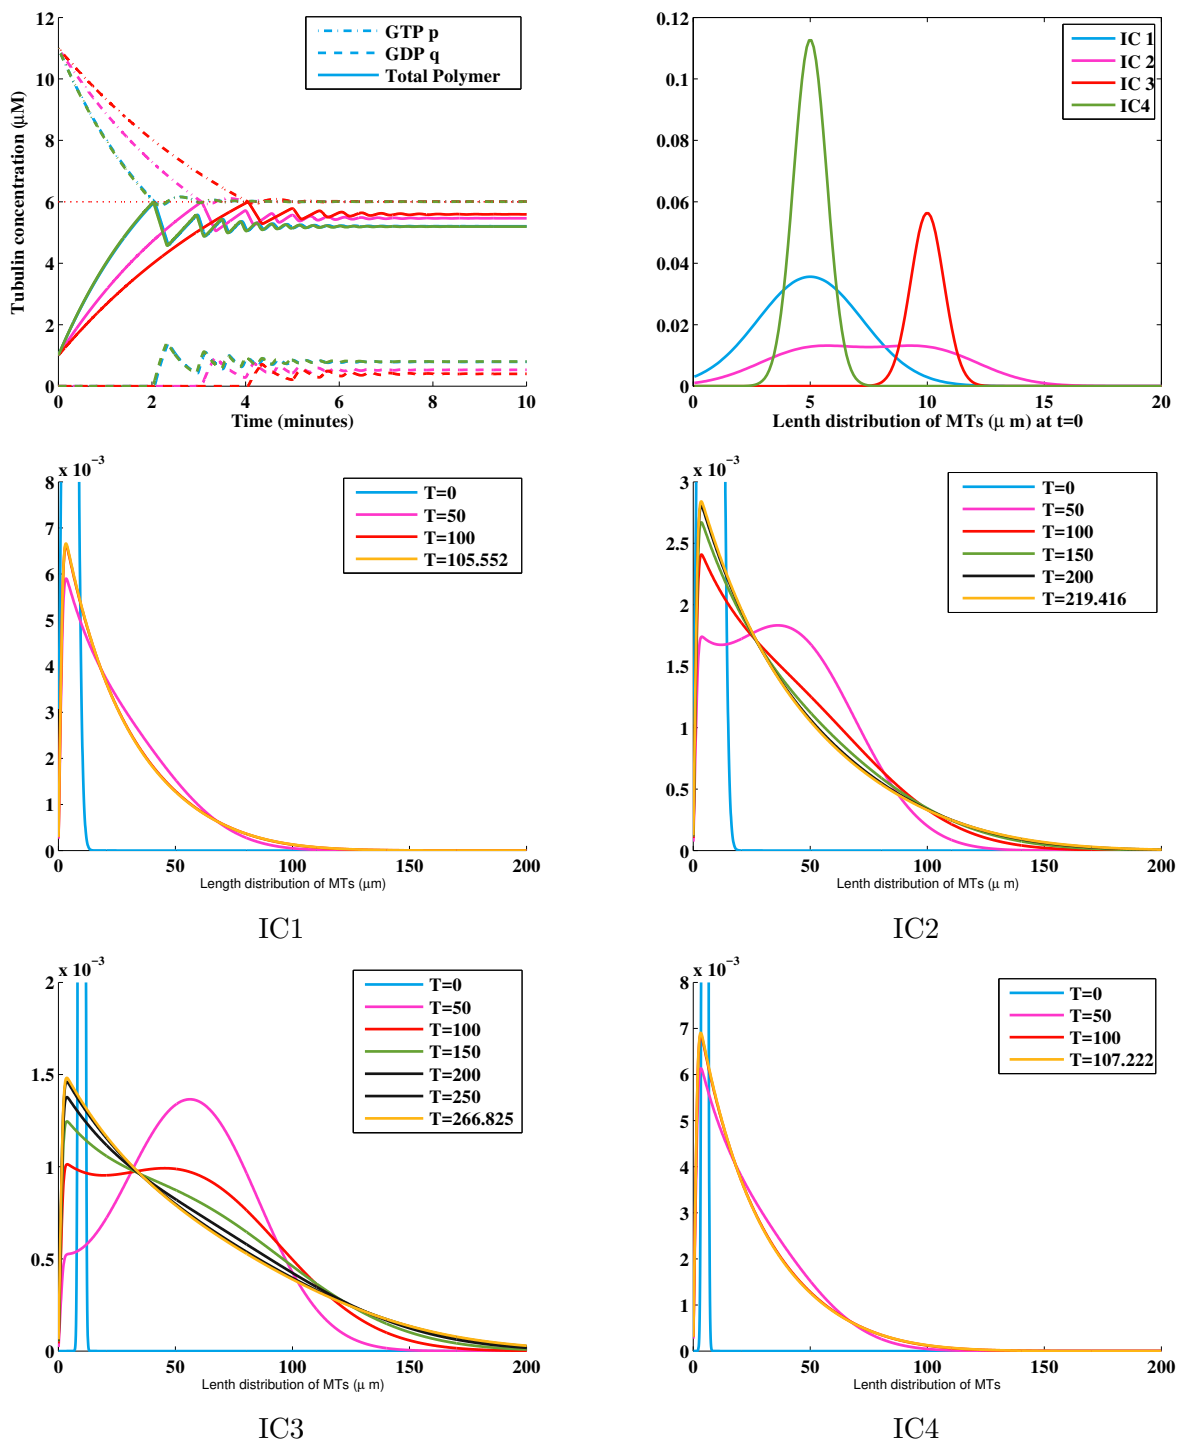 12
10
8
6
4
2
0
Tubulin concentration (μM)
GTP p
GDP q
Total Polymer
0 2 4 6 8 10
Time (minutes)
0.12
0.1
0.08
0.06
0.04
0.02
0
IC 1
IC 2
IC 3
IC4
0 5 10 15 20
Lenth distribution of MTs (μ m) at t=0
x 10⁻³
8
7
6
5
4
3
2
1
0
T=0
T=50
T=100
T=105.552
0 50 100 150 200
Length distribution of MTs (μm)
IC1
x 10⁻³
3
2.5
2
1.5
1
0.5
0
T=0
T=50
T=100
T=150
T=200
T=219.416
0 50 100 150 200
Lenth distribution of MTs (μ m)
IC2
x 10⁻³
2
1.5
1
0.5
0
T=0
T=50
T=100
T=150
T=200
T=250
T=266.825
0 50 100 150 200
Lenth distribution of MTs (μ m)
IC3
x 10⁻³
8
7
6
5
4
3
2
1
0
T=0
T=50
T=100
T=107.222
0 50 100 150 200
Lenth distribution of MTs
IC4